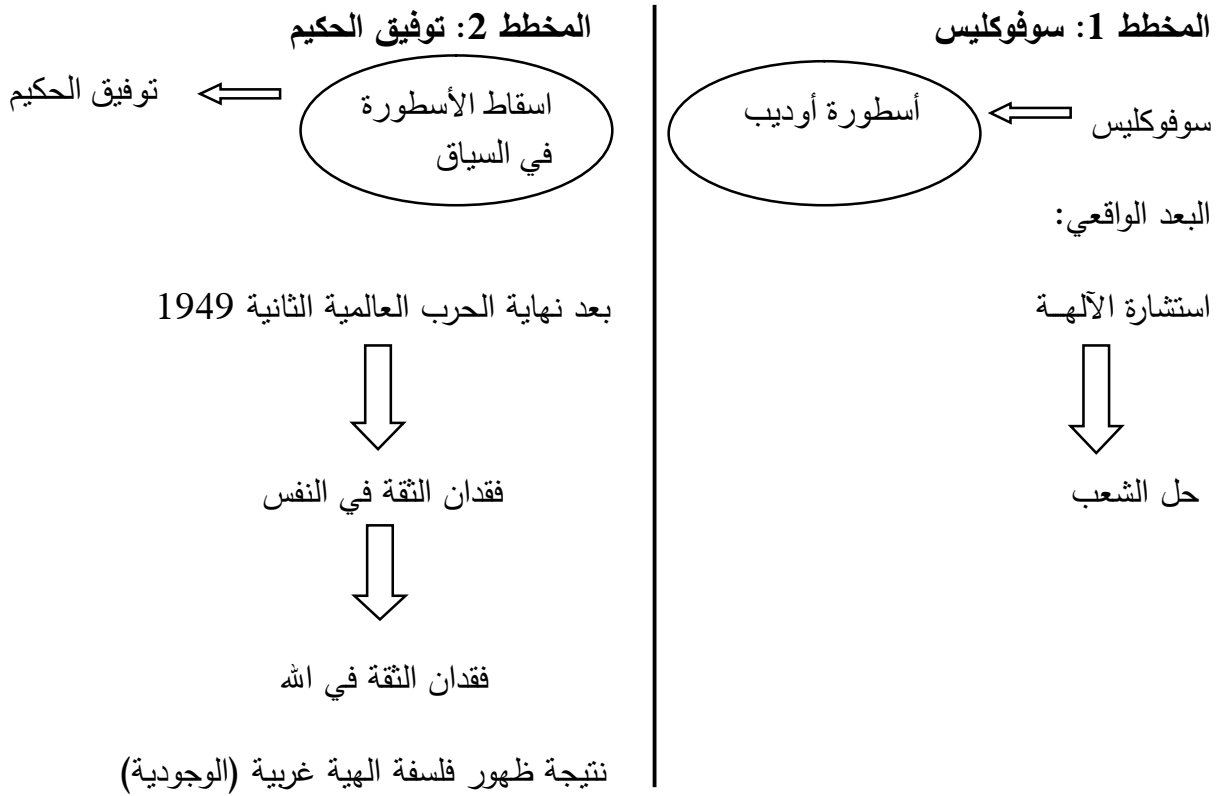 المخطط 1: سوفوكليس
سوفوكليس
أسطورة أوديب
البعد الواقعي:
استشارة الآلهــة
حل الشعب
المخطط 2: توفيق الحكيم
اسقاط الأسطورة
في السياق
توفيق الحكيم
بعد نهاية الحرب العالمية الثانية 1949
فقدان الثقة في النفس
فقدان الثقة في الله
نتيجة ظهور فلسفة الهية غربية (الوجودية)